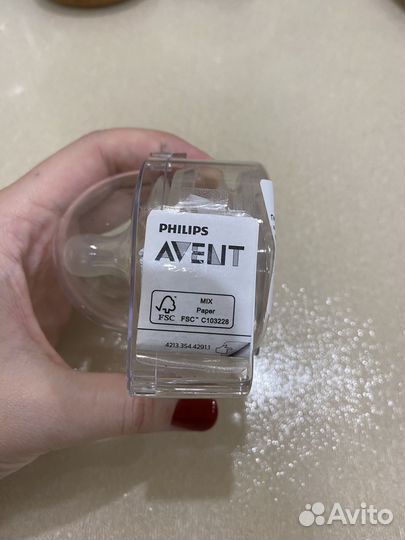 PHILIPS
AVENT
FSC
MIX
Paper
FSC™ C103228
4213.354.42911
Avito